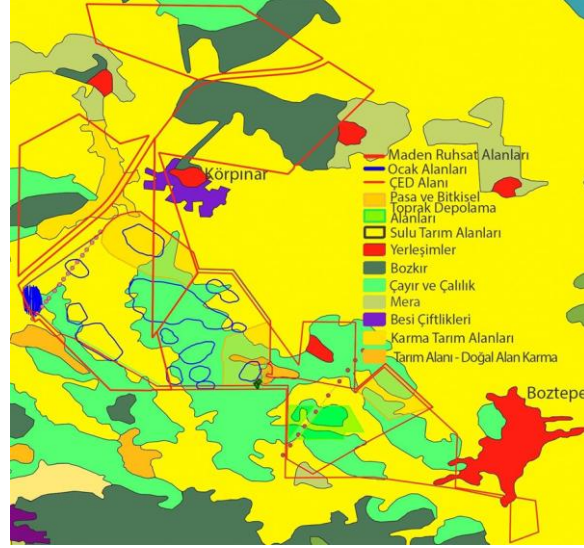 Körpınar
Maden Ruhsat Alanları
Ocak Alanları
ÇED Alanı
Pasa ve Bitkisel
Toprak Depolama
Alanları
Sulu Tarım Alanları
Yerleşimler
Bozkır
Çayır ve Çalılık
Mera
Besi Çiftlikleri
Karma Tarım Alanları
Tarım Alanı - Doğal Alan Karma
Boztepe